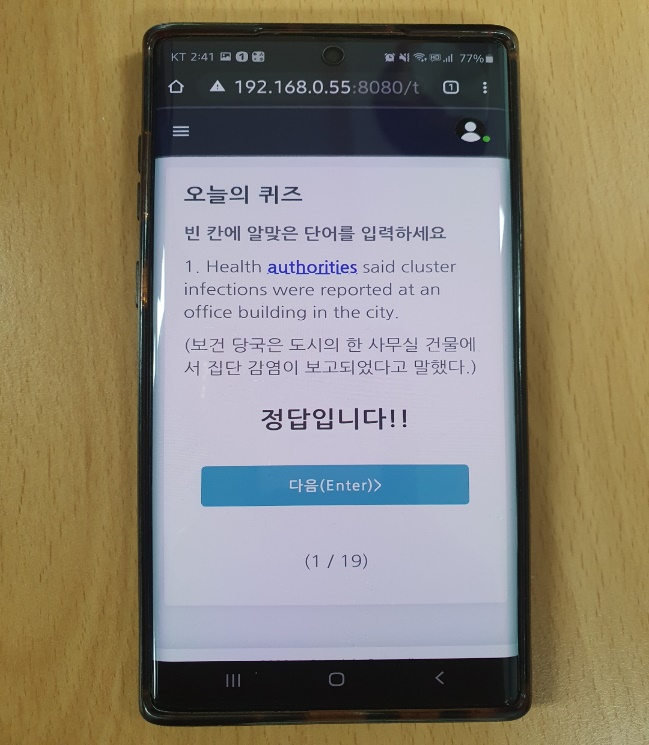 KT 2:41 77%
192.168.0.55:8080/t 1
오늘의 퀴즈
빈 칸에 알맞은 단어를 입력하세요
1. Health authorities said cluster
infections were reported at an
office building in the city.
(보건 당국은 도시의 한 사무실 건물에
서 집단 감염이 보고되었다고 말했다.)
정답입니다!!
다음(Enter)>
(1 / 19)